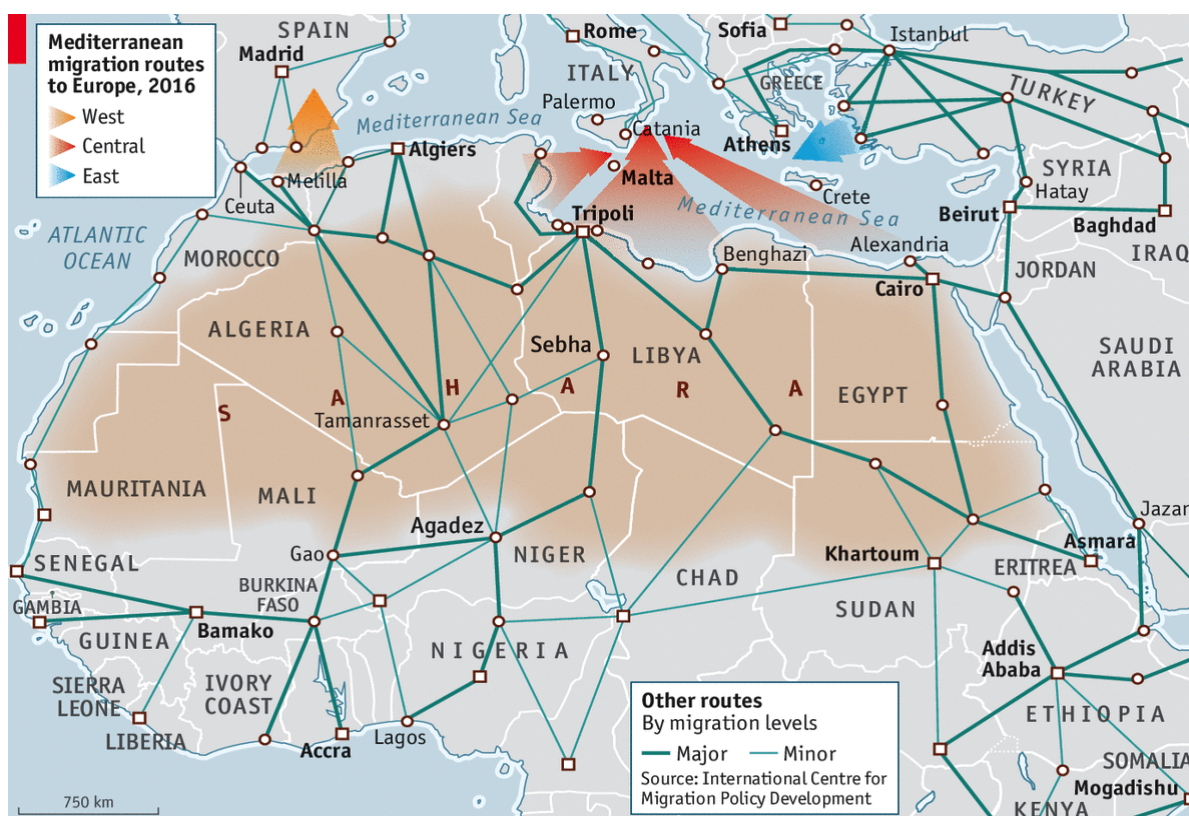 Mediterranean
migration routes
to Europe, 2016
West
Central
East
SPAIN
Madrid
Rome
ITALY
Sofia
Istanbul
GREECE
TURKEY
Palermo
Catania
Mediterranean Sea
Athens
Algiers
Malta
Melilla
Ceuta
Crete
SYRIA
Hatay
Tripoli
Mediterranean Sea
Beirut
Baghdad
ATLANTIC
OCEAN
MOROCCO
Benghazi
Alexandria
IRAQ
Cairo
JORDAN
ALGERIA
Sebha
LIBYA
SAUDI
ARABIA
S A H A R A
EGYPT
Tamanrasset
MAURITANIA
MALI
Agadez
Jazan
Gao
NIGER
Khartoum
Asmara
SENEGAL
CHAD
ERITREA
BURKINA
FASO
GAMBIA
SUDAN
Bamako
GUINEA
NIGERIA
Addis
Ababa
SIERRA
LEONE
IVORY
COAST
ETHIOPIA
LIBERIA
Accra
Lagos
SOMALIA
Mogadishu
KENYA
Other routes
By migration levels
Major
Minor
Source: International Centre for
Migration Policy Development
750 km